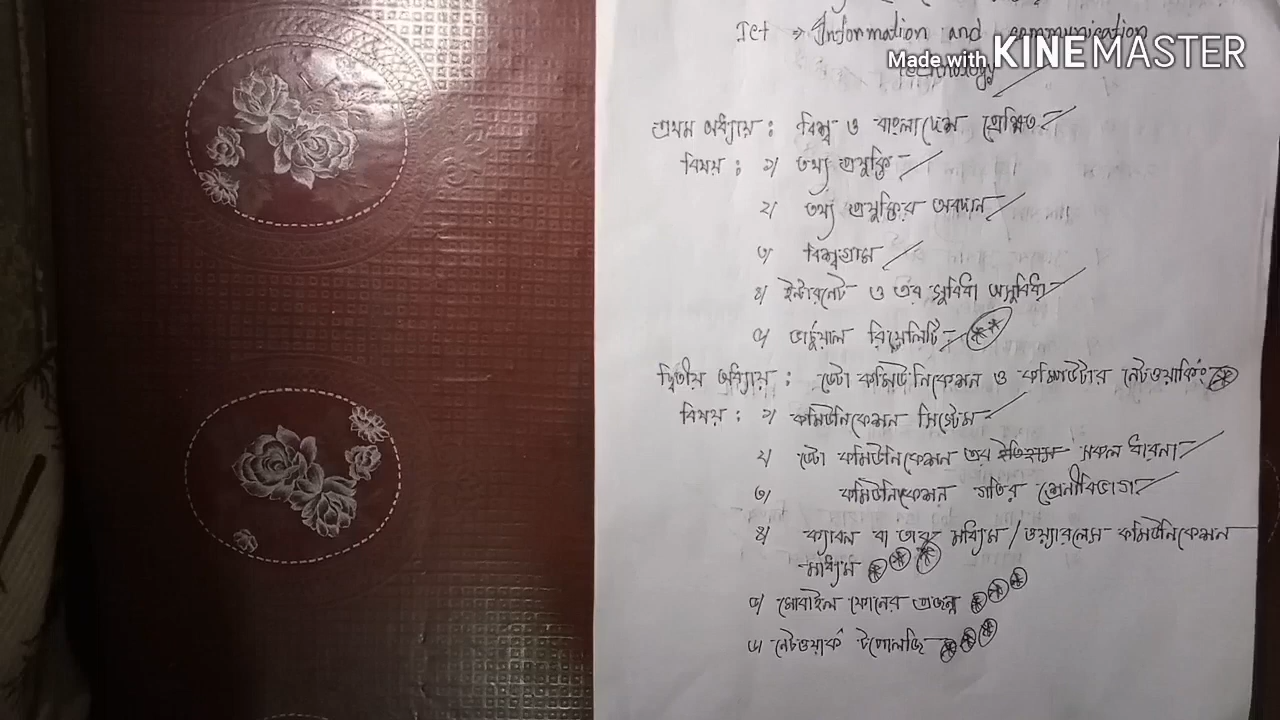 Ict → Information and communication
Made with KINEMASTER
technology
প্রথম অধ্যায় : বিশ্ব ও বাংলাদেশ প্রেক্ষিত
বিষয় : ১) তথ্য প্রযুক্তি
২) তথ্য প্রযুক্তির অবদান
৩) বিশ্বগ্রাম
৪) ইন্টারনেট ও এর সুবিধা অসুবিধা
৫) ভার্চুয়াল রিয়েলিটি
দ্বিতীয় অধ্যায় : ডেটা কমিউনিকেশন ও কম্পিউটার নেটওয়ার্কিং
বিষয় : ১) কমিউনিকেশন সিস্টেম
২) ডেটা কমিউনিকেশন এর ইতিহাস সকল ধারনা
৩) কমিউনিকেশন গতির শ্রেনীবিভাগ
৪) ক্যাবল বা তার মাধ্যম / ওয়্যারলেস কমিউনিকেশন
মাধ্যম
৫) মোবাইল ফোনের প্রজন্ম
৬) নেটওয়ার্ক টপোলজি